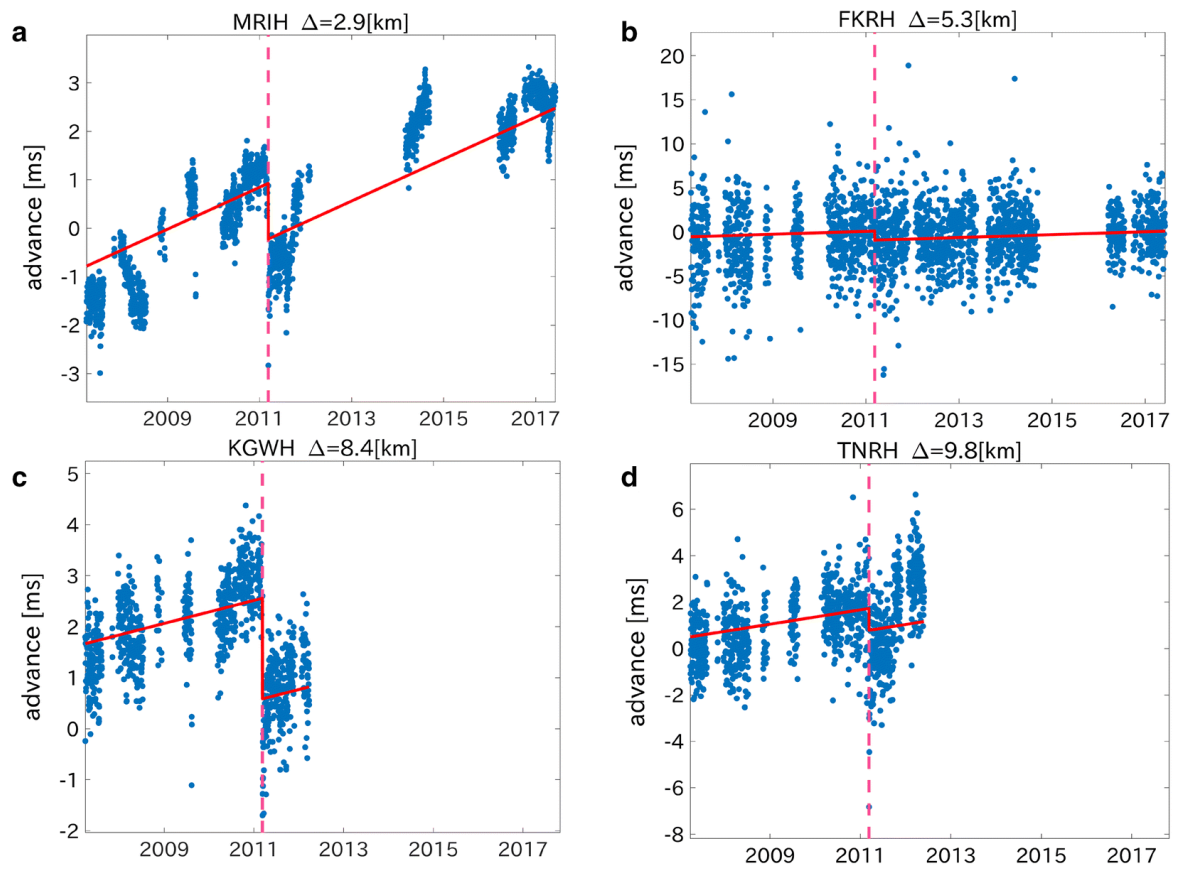 a
MRIH Δ=2.9[km]
advance [ms]
3
2
1
0
-1
-2
-3
2009 2011 2013 2015 2017
b
FKRH Δ=5.3[km]
advance [ms]
20
15
10
5
0
-5
-10
-15
2009 2011 2013 2015 2017
c
KGWH Δ=8.4[km]
advance [ms]
5
4
3
2
1
0
-1
-2
2009 2011 2013 2015 2017
d
TNRH Δ=9.8[km]
advance [ms]
6
4
2
0
-2
-4
-6
-8
2009 2011 2013 2015 2017